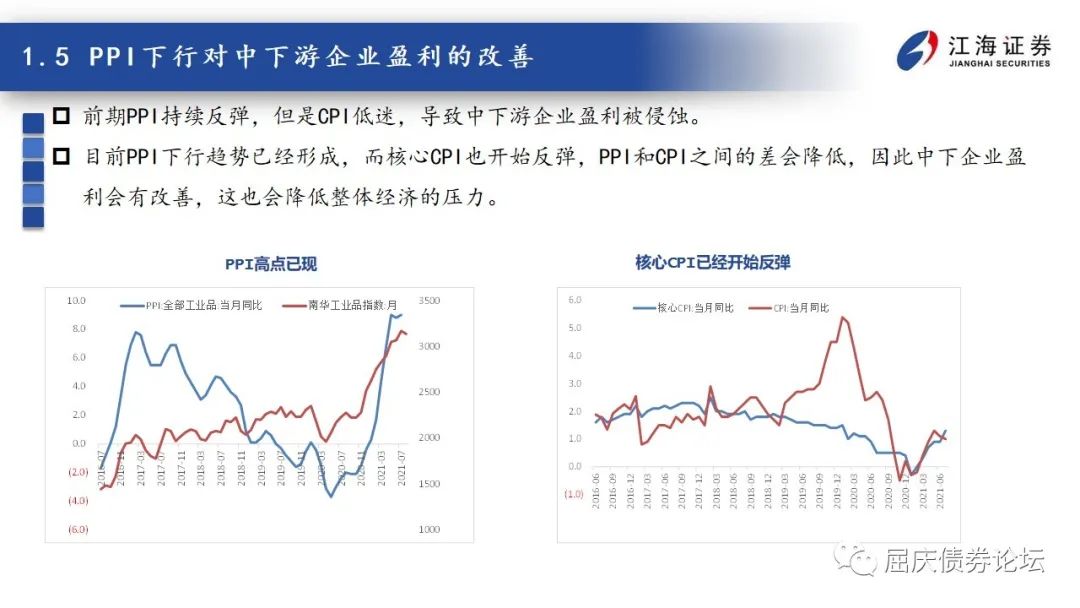 1.5 PPI下行对中下游企业盈利的改善
江海证券
JIANGHAI SECURITIES
前期PPI持续反弹，但是CPI低迷，导致中下游企业盈利被侵蚀。
目前PPI下行趋势已经形成，而核心CPI也开始反弹，PPI和CPI之间的差会降低，因此中下企业盈
利会有改善，这也会降低整体经济的压力。
PPI高点已现
PPI:全部工业品:当月同比 南华工业品指数:月
10.0
8.0
6.0
4.0
2.0
0.0
(2.0)
(4.0)
(6.0)
3500
3000
2500
2000
1500
1000
2016-07 2016-11 2017-03 2017-07 2017-11 2018-03 2018-07 2018-11 2019-03 2019-07 2019-11 2020-03 2020-07 2020-11 2021-03 2021-07
核心CPI已经开始反弹
核心CPI:当月同比 CPI:当月同比
6.0
5.0
4.0
3.0
2.0
1.0
0.0
(1.0)
2016-06 2016-09 2016-12 2017-03 2017-06 2017-09 2017-12 2018-03 2018-06 2018-09 2018-12 2019-03 2019-06 2019-09 2019-12 2020-03 2020-06 2020-09 2020-12 2021-03 2021-06
屈庆债券论坛